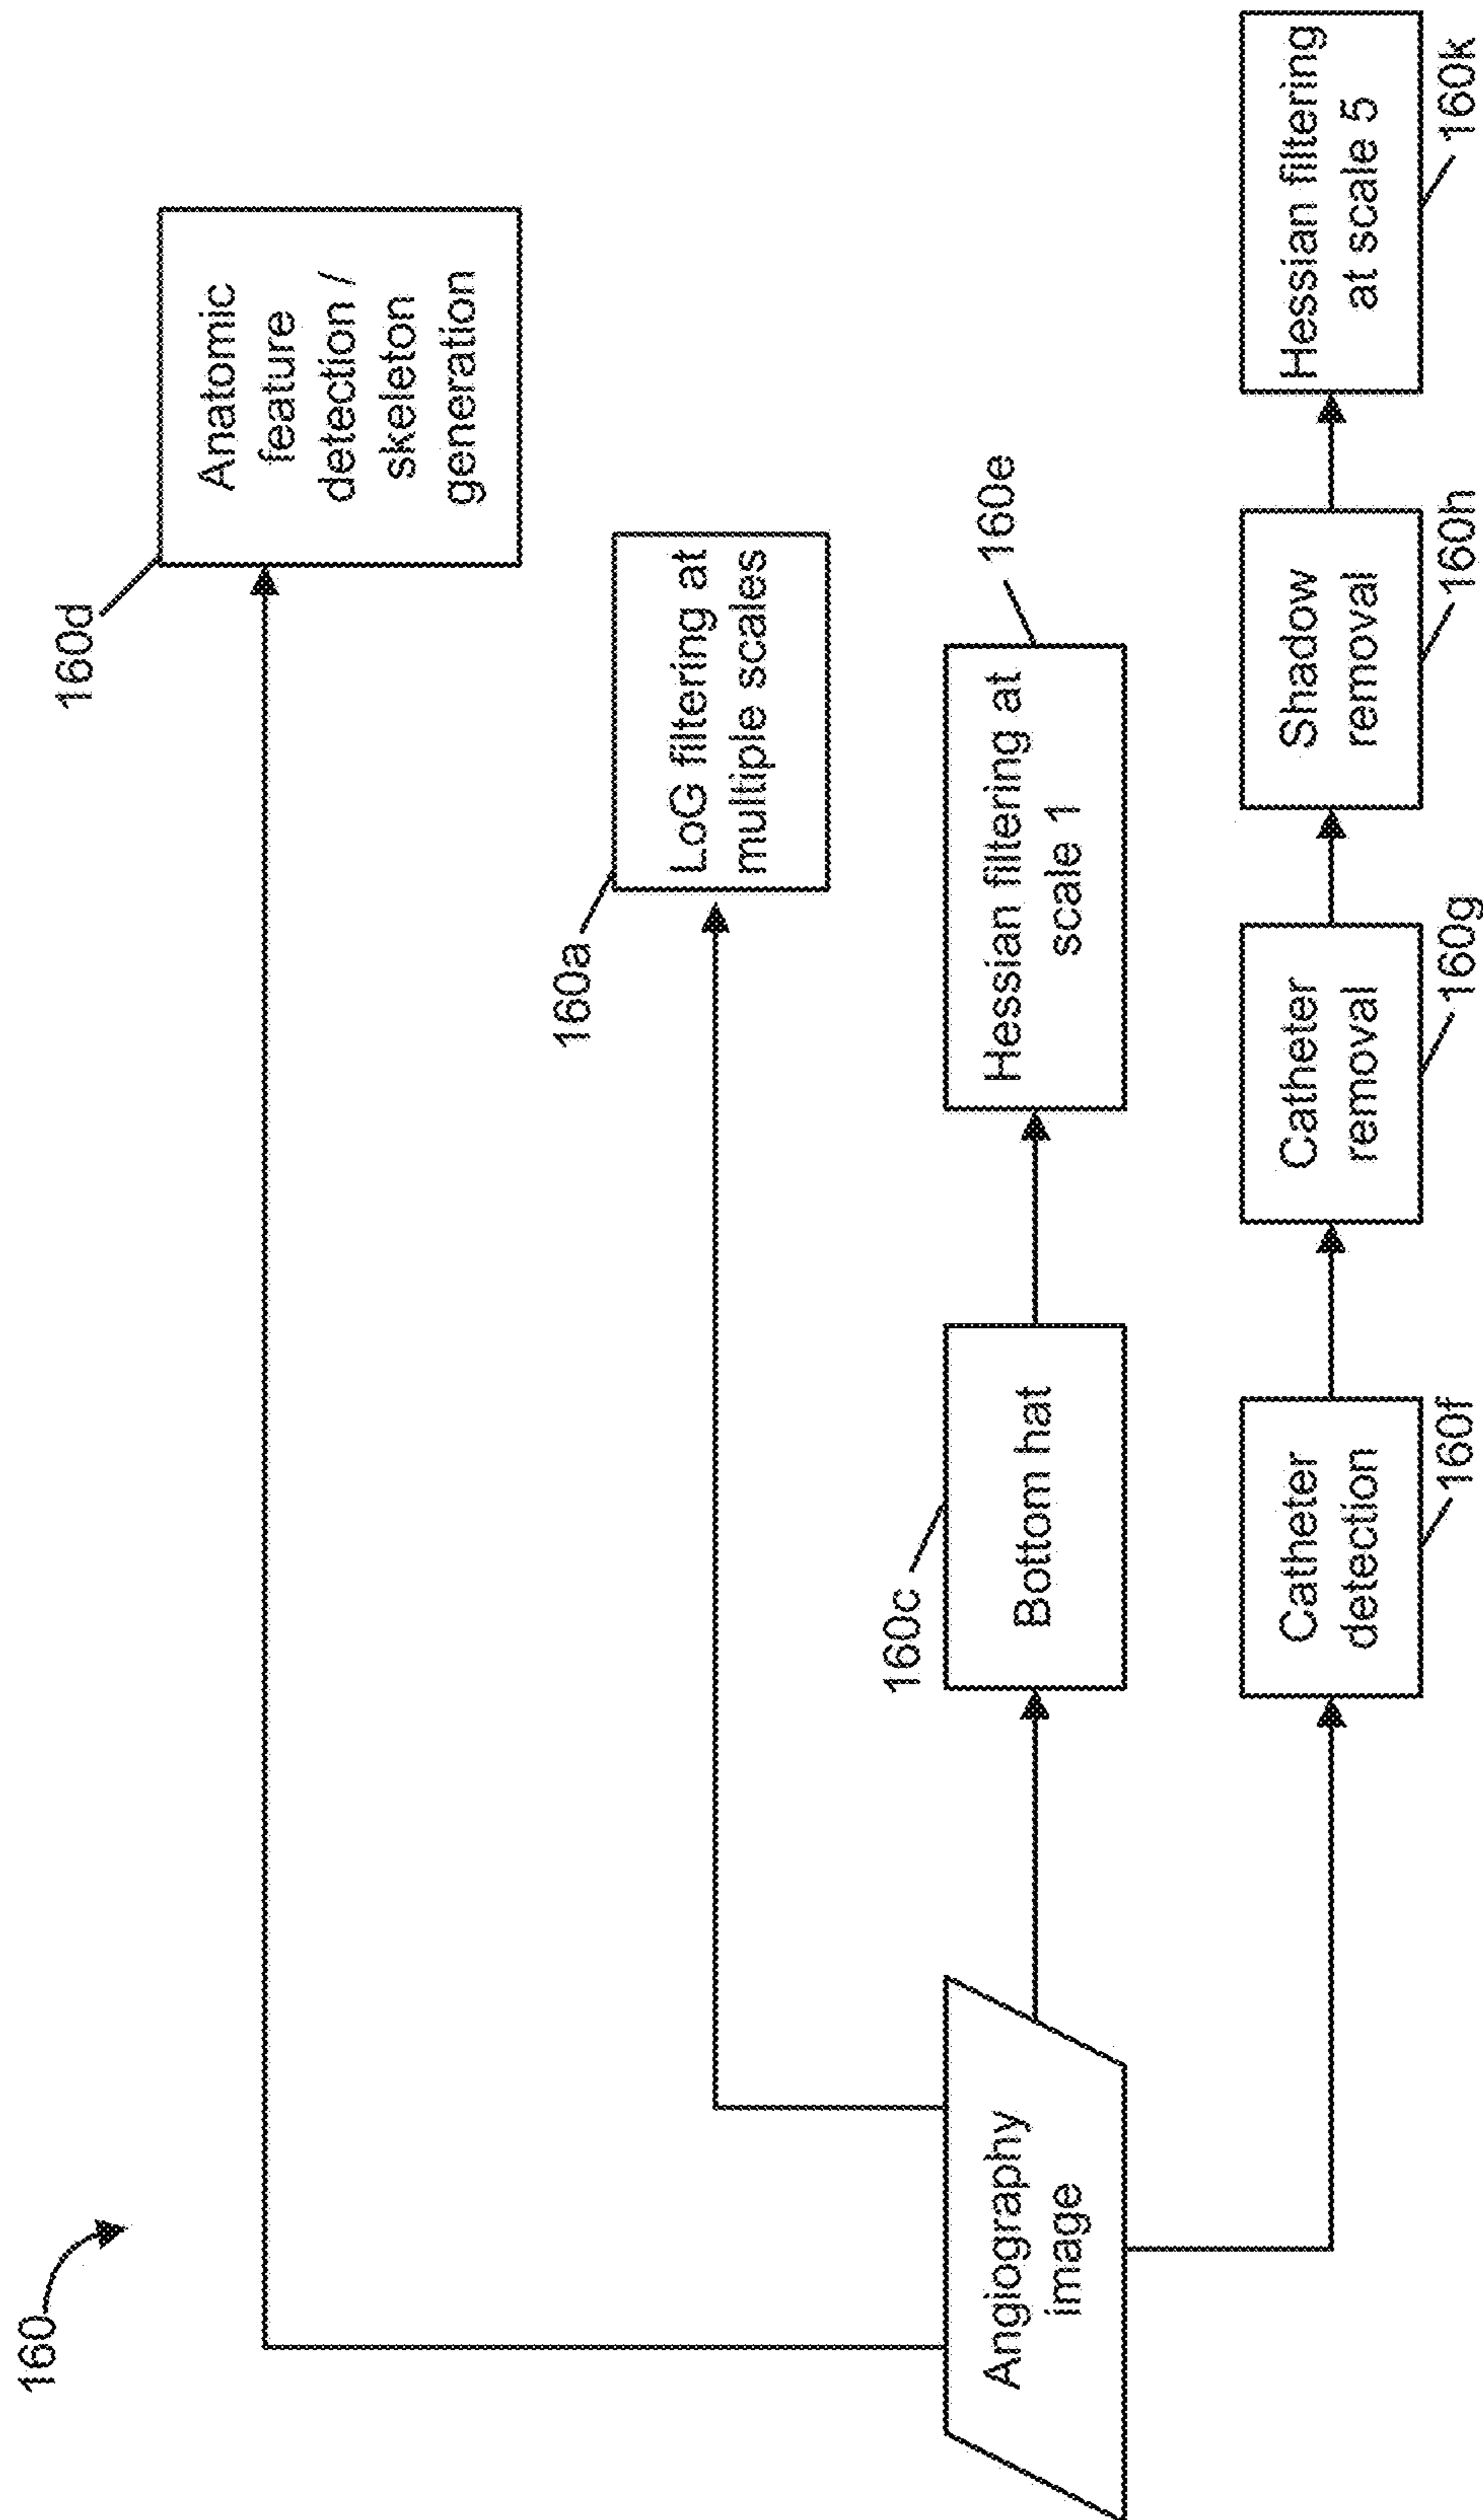 160
160d
Anatomic
feature
detection /
skeleton
generation
160a
LoG filtering at
multiple scales
160c
Bottom hat
Hessian filtering at
scale 1
160e
Angiography
image
Catheter
detection
160f
Catheter
removal
160g
Shadow
removal
160h
Hessian filtering
at scale 5
160k